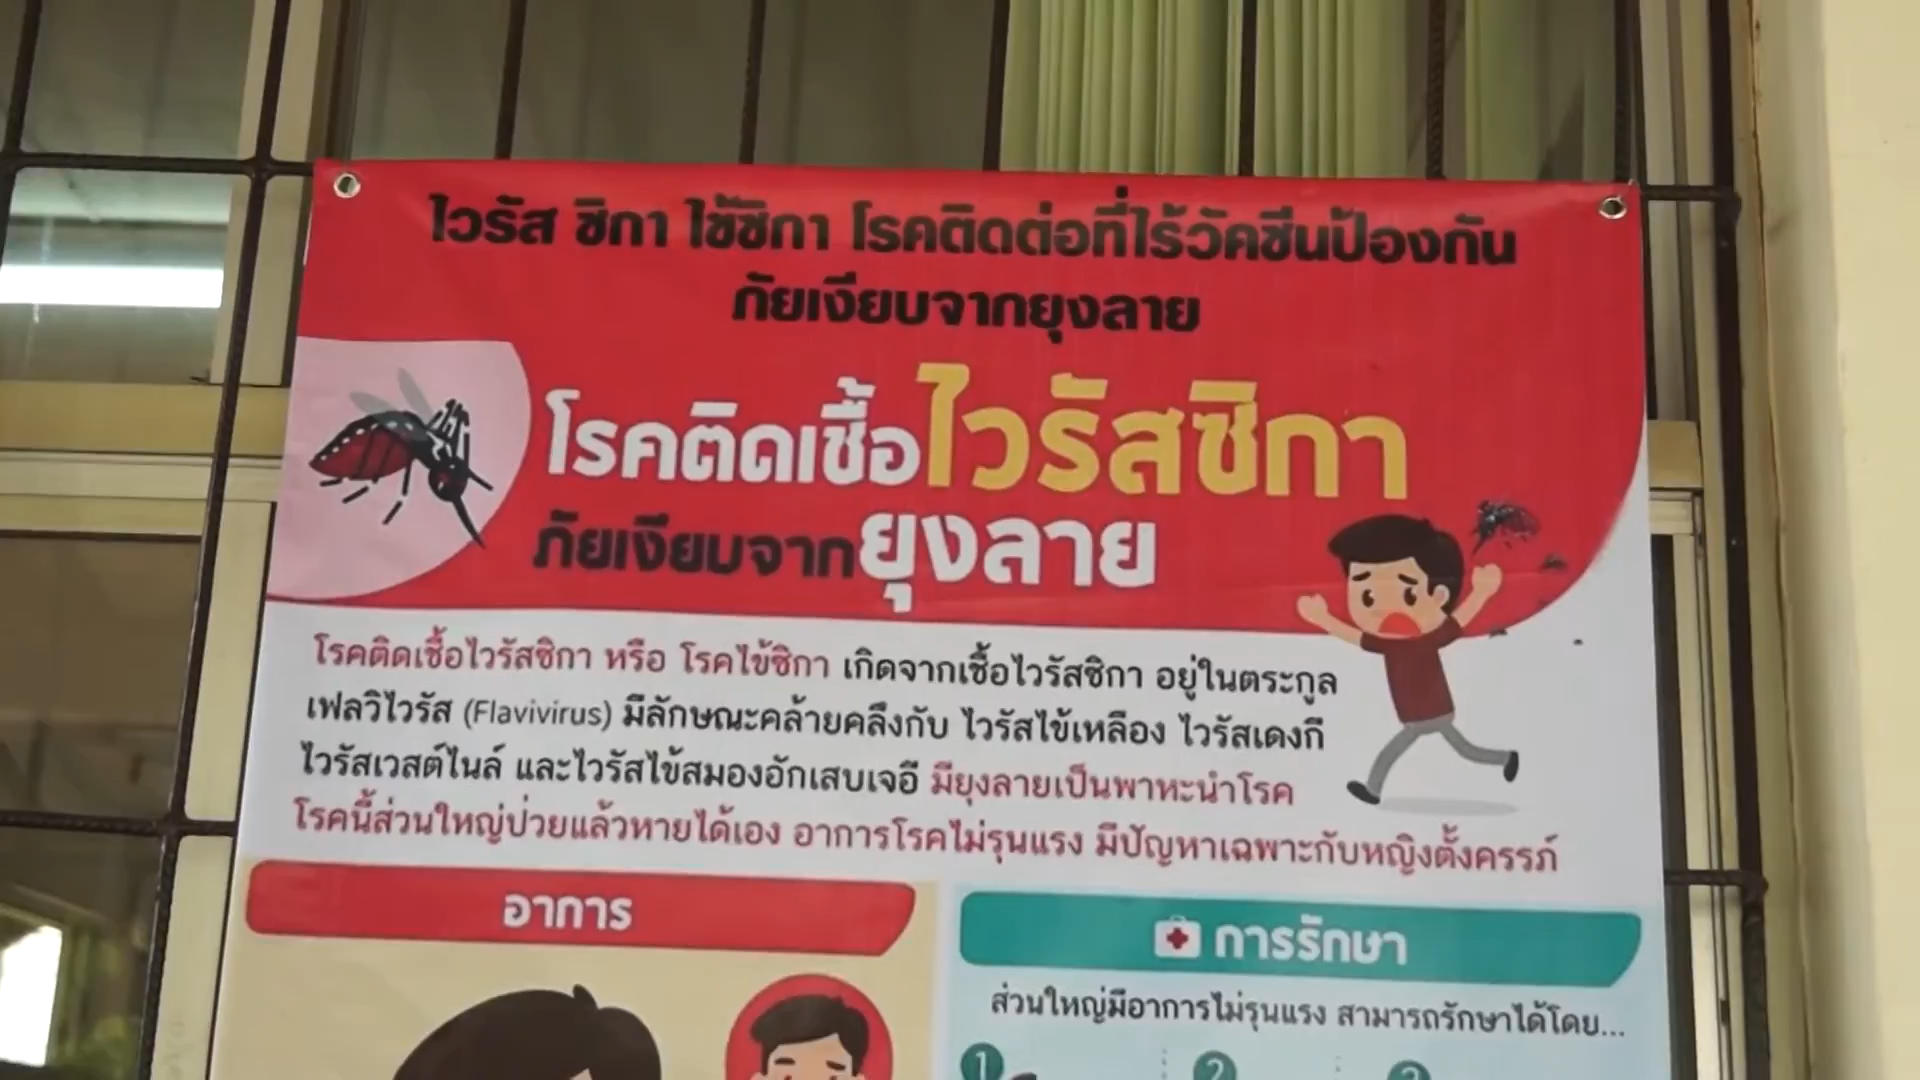 ไวรัส ซิกา ไข้ซิกา โรคติดต่อที่ไร้วัคซีนป้องกัน
ภัยเงียบจากยุงลาย
โรคติดเชื้อไวรัสซิกา
ภัยเงียบจากยุงลาย
โรคติดเชื้อไวรัสซิกา หรือ โรคไข้ซิกา เกิดจากเชื้อไวรัสซิกา อยู่ในตระกูล
เฟลวิไวรัส (Flavivirus) มีลักษณะคล้ายคลึงกับ ไวรัสไข้เหลือง ไวรัสเดงกี
ไวรัสเวสต์ไนล์ และไวรัสไข้สมองอักเสบเจอี มียุงลายเป็นพาหะนำโรค
โรคนี้ส่วนใหญ่ป่วยแล้วหายได้เอง อาการโรคไม่รุนแรง มีปัญหาเฉพาะกับหญิงตั้งครรภ์
อาการ
การรักษา
ส่วนใหญ่มีอาการไม่รุนแรง สามารถรักษาได้โดย...
1 2